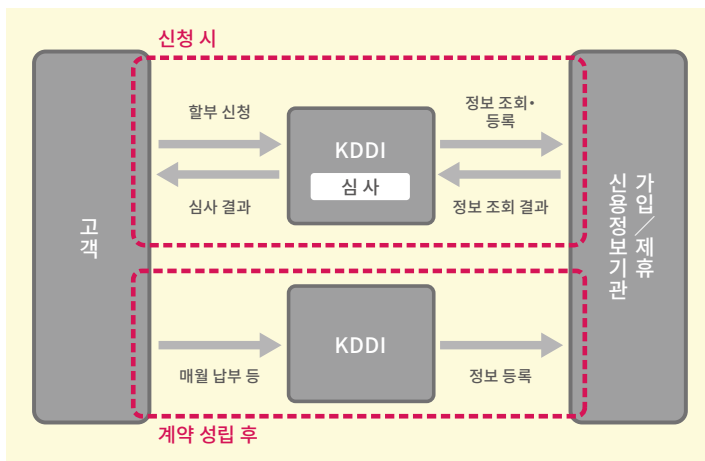 신청 시
고객
할부 신청
심사 결과
KDDI
심 사
정보 조회•
등록
정보 조회 결과
가입／제휴
신용정보기관
매월 납부 등
KDDI
정보 등록
계약 성립 후